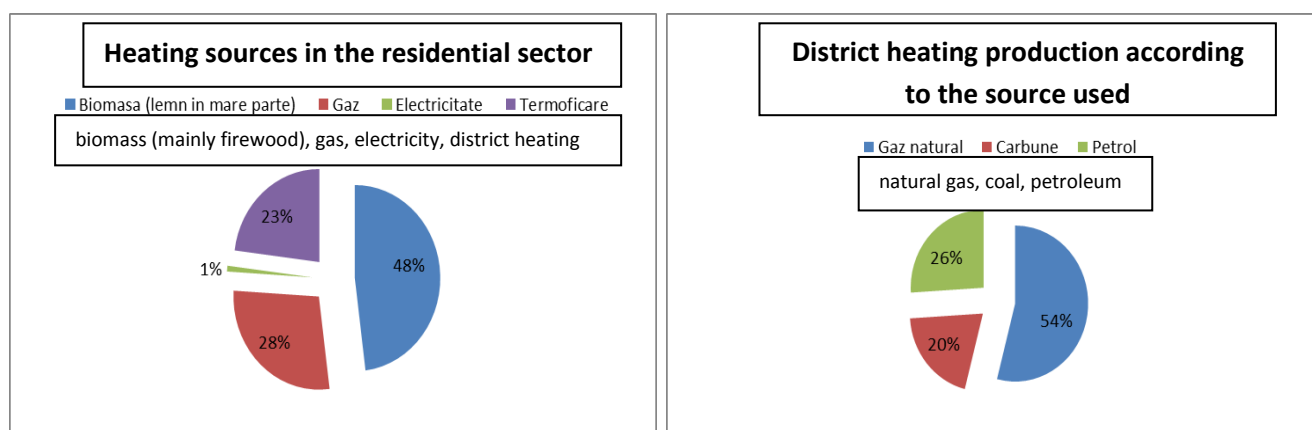 Heating sources in the residential sector
Biomasa (lemn in mare parte) Gaz Electricitate Termoficare
biomass (mainly firewood), gas, electricity, district heating
23%
1%
48%
28%
District heating production according
to the source used
Gaz natural Carbune Petrol
natural gas, coal, petroleum
26%
54%
20%